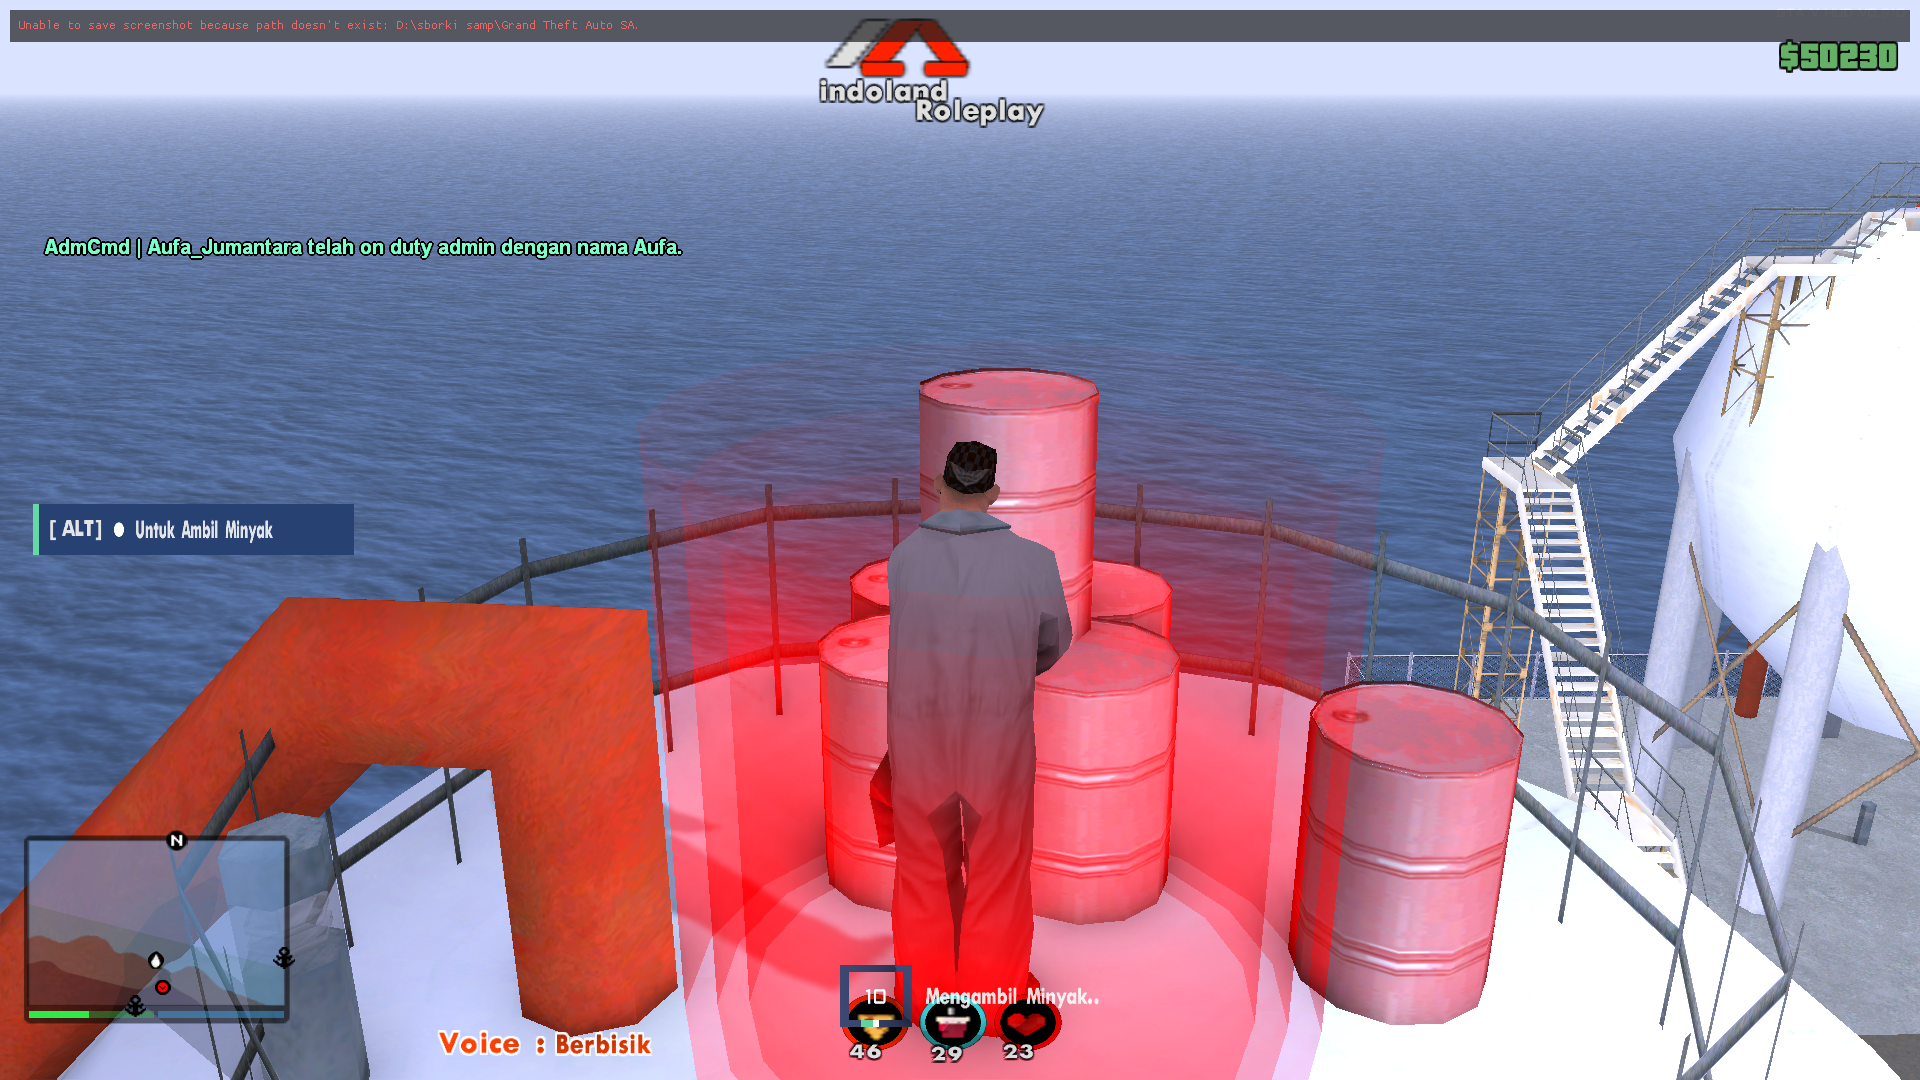 Unable to save screenshot because path doesn't exist: D:\sborki samp\Grand Theft Auto SA.
$50230
indoland
Roleplay
AdmCmd | Aufa_Jumantara telah on duty admin dengan nama Aufa.
[ ALT] ● Untuk Ambil Minyak
N
10
Mengambil Minyak..
Voice : Berbisik
46
29
23